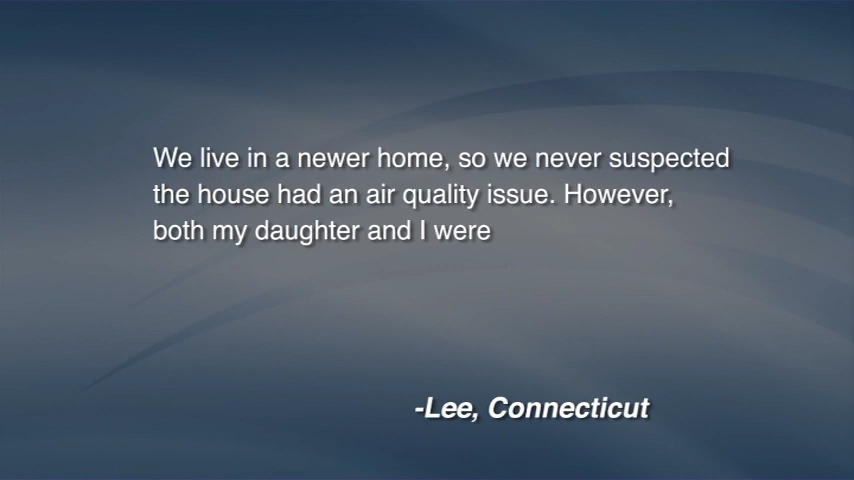 We live in a newer home, so we never suspected
the house had an air quality issue. However,
both my daughter and I were
-Lee, Connecticut